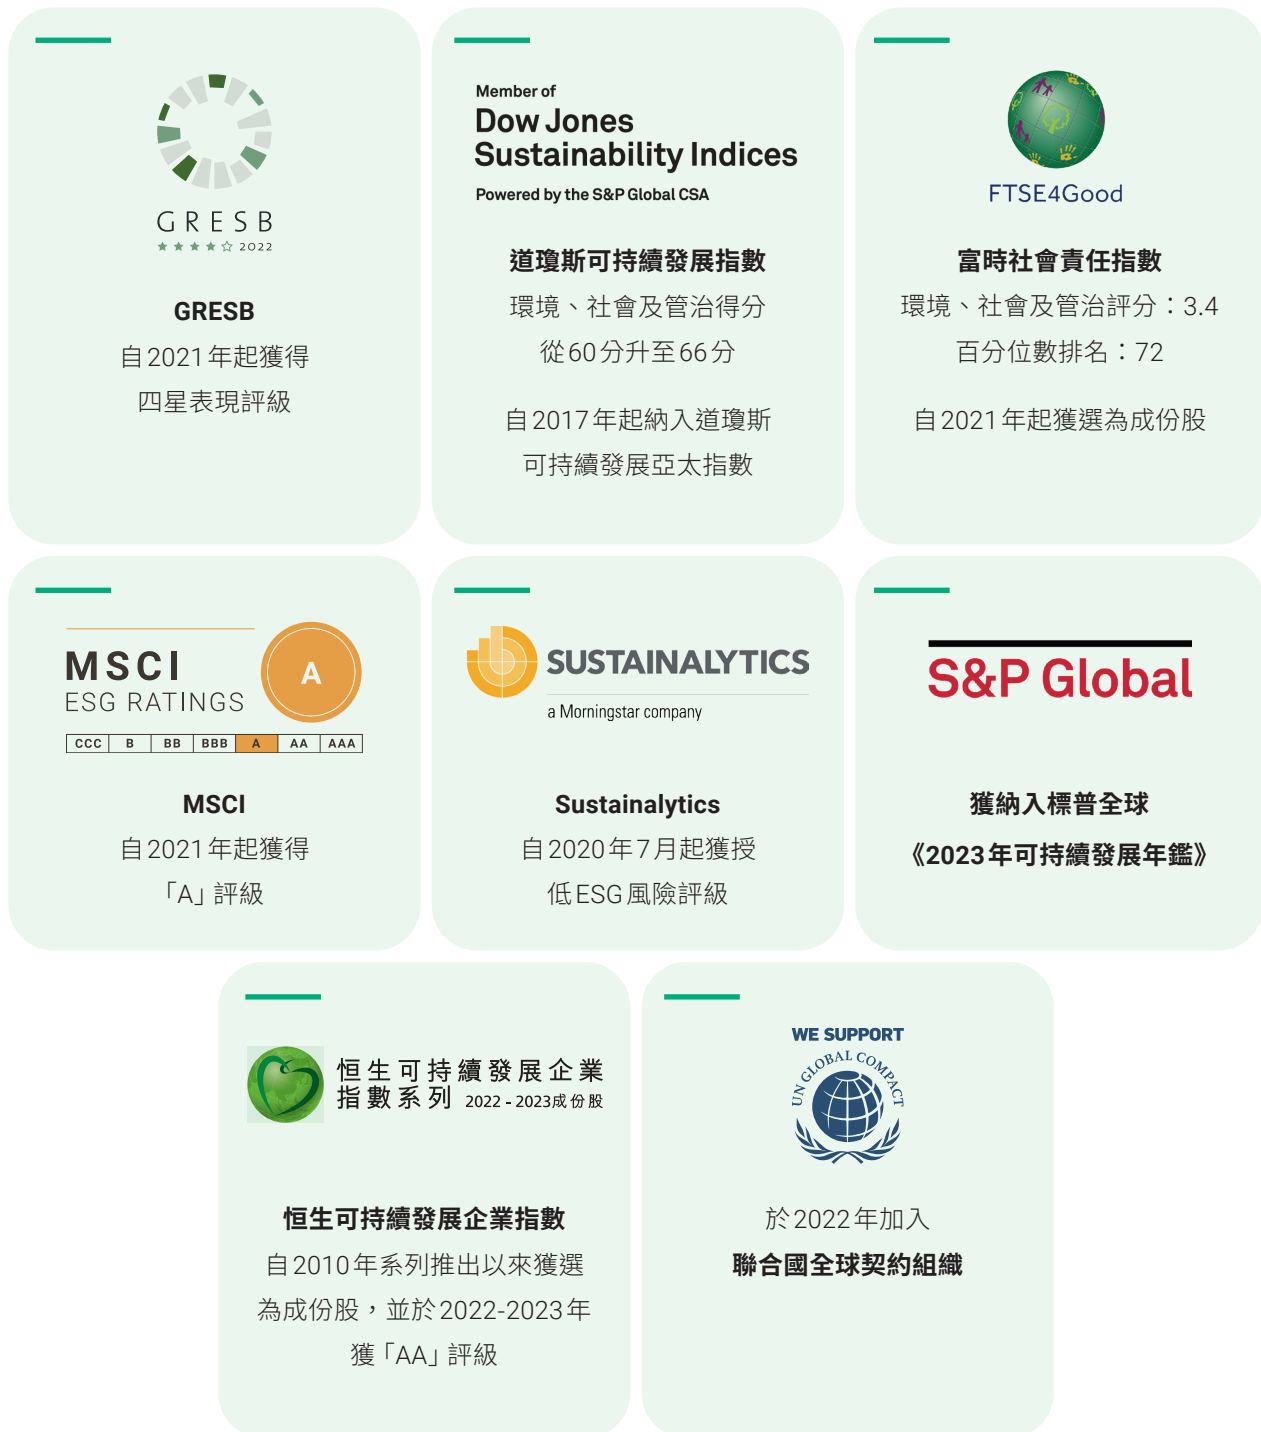 GRESB
★★★★☆ 2022
GRESB
自2021年起獲得
四星表現評級
Member of
Dow Jones
Sustainability Indices
Powered by the S&P Global CSA
道瓊斯可持續發展指數
環境、社會及管治得分
從60分升至66分
自2017年起納入道瓊斯
可持續發展亞太指數
FTSE4Good
富時社會責任指數
環境、社會及管治評分：3.4
百分位數排名：72
自2021年起獲選為成份股
MSCI
ESG RATINGS
A
CCC B BB BBB A AA AAA
MSCI
自2021年起獲得
「A」評級
SUSTAINALYTICS
a Morningstar company
Sustainalytics
自2020年7月起獲授
低ESG風險評級
S&P Global
獲納入標普全球
《2023年可持續發展年鑑》
恒生可持續發展企業
指數系列 2022 - 2023成份股
恒生可持續發展企業指數
自2010年系列推出以來獲選
為成份股，並於2022-2023年
獲「AA」評級
WE SUPPORT
UN GLOBAL COMPACT
於2022年加入
聯合國全球契約組織